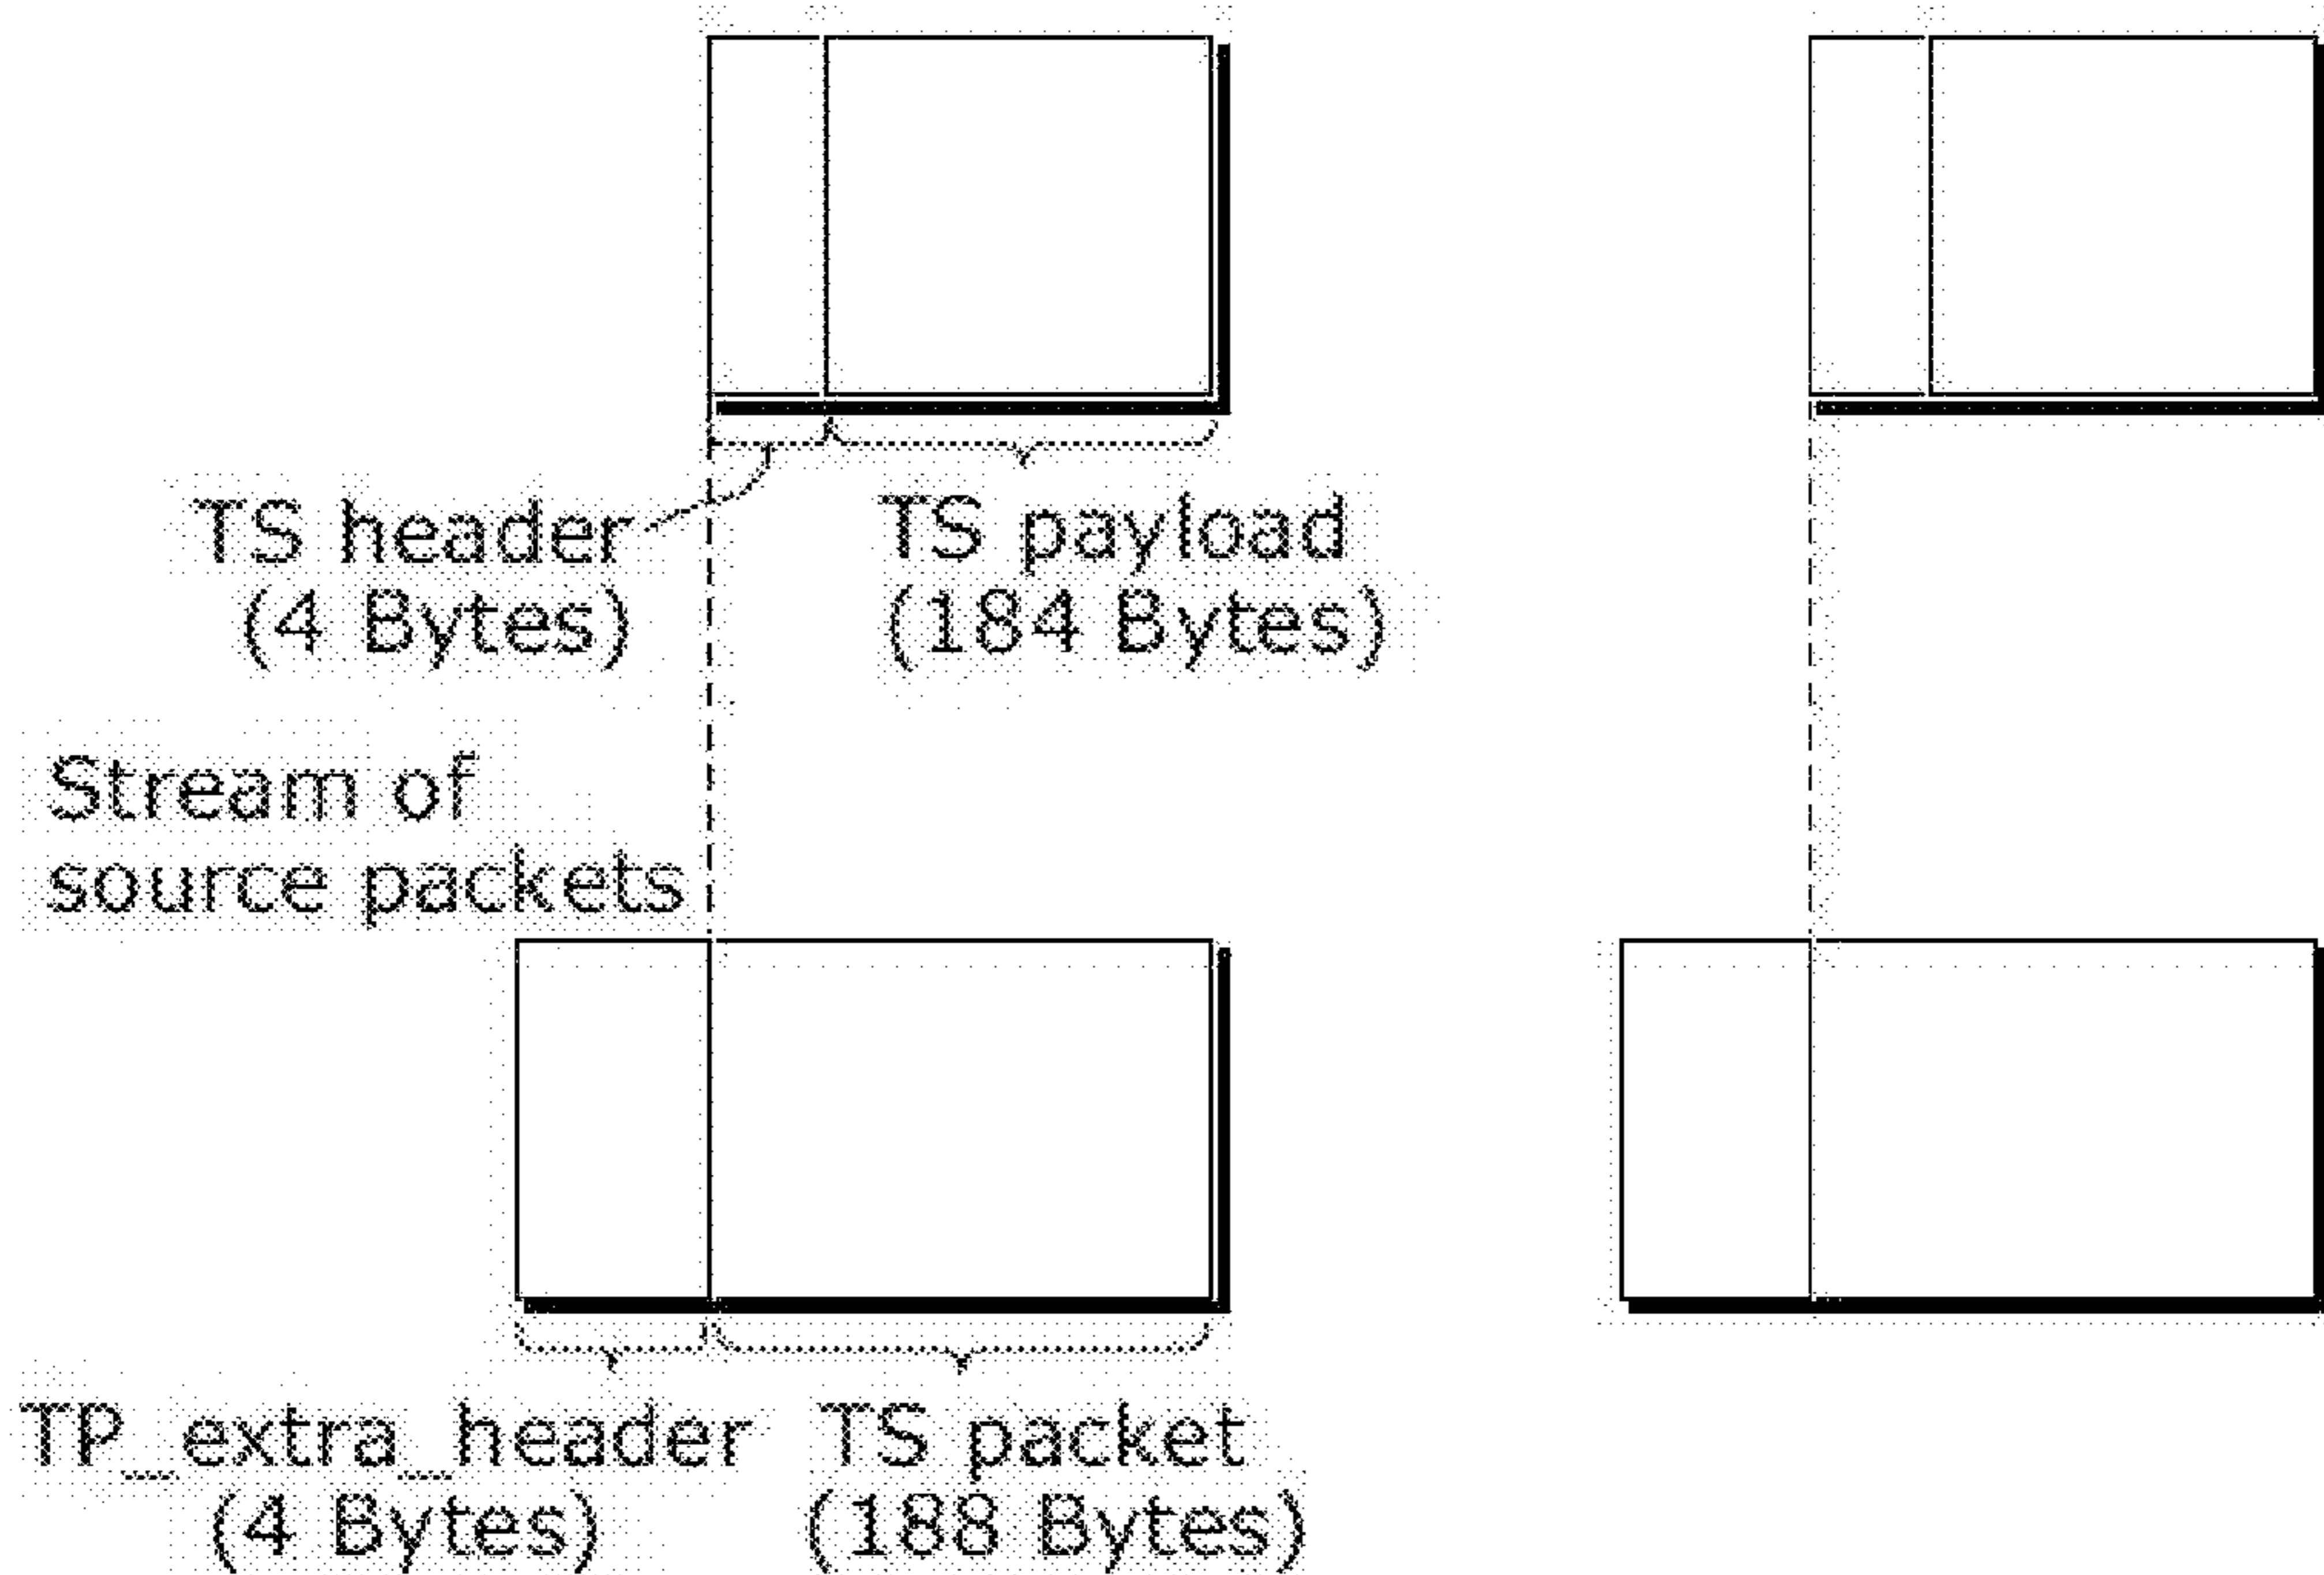 TS header
(4 Bytes)
TS payload
(184 Bytes)
Stream of
source packets
TP_extra_header
(4 Bytes)
TS packet
(188 Bytes)